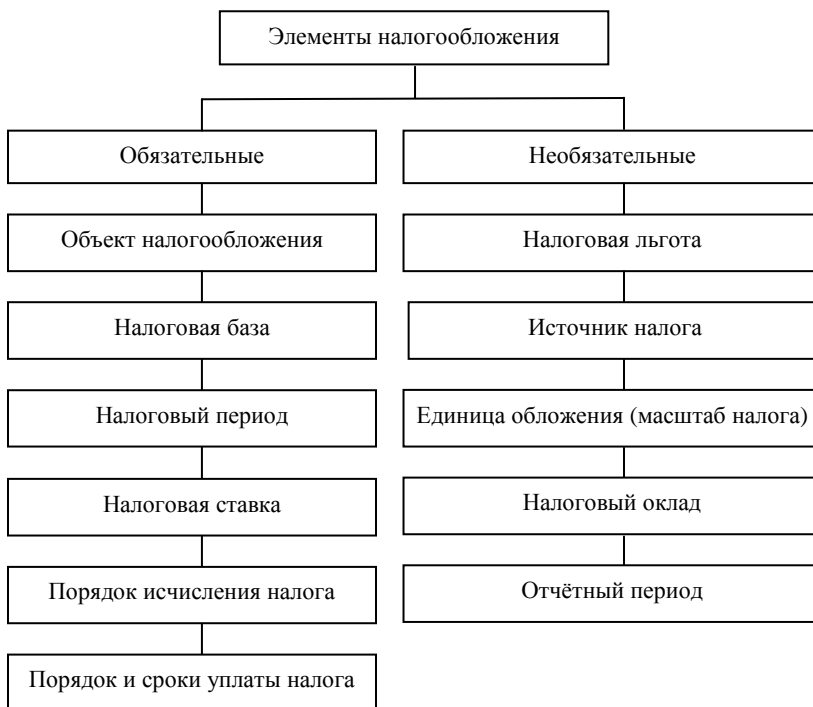 Элементы налогообложения
Обязательные
Необязательные
Объект налогообложения
Налоговая льгота
Налоговая база
Источник налога
Налоговый период
Единица обложения (масштаб налога)
Налоговая ставка
Налоговый оклад
Порядок исчисления налога
Отчётный период
Порядок и сроки уплаты налога